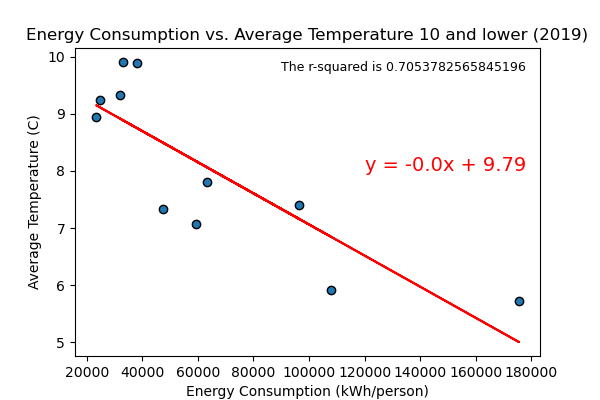 Energy Consumption vs. Average Temperature 10 and lower (2019)
The r-squared is 0.7053782565845196
y = -0.0x + 9.79
Average Temperature (C)
10
9
8
7
6
5
20000 40000 60000 80000 100000 120000 140000 160000 180000
Energy Consumption (kWh/person)